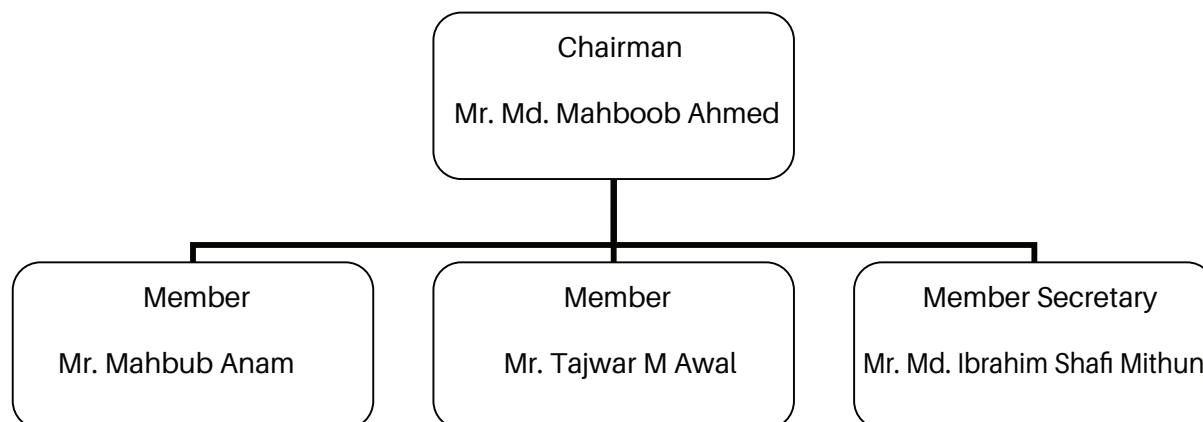 Chairman
Mr. Md. Mahboob Ahmed
Member
Mr. Mahbub Anam
Member
Mr. Tajwar M Awal
Member Secretary
Mr. Md. Ibrahim Shafi Mithun